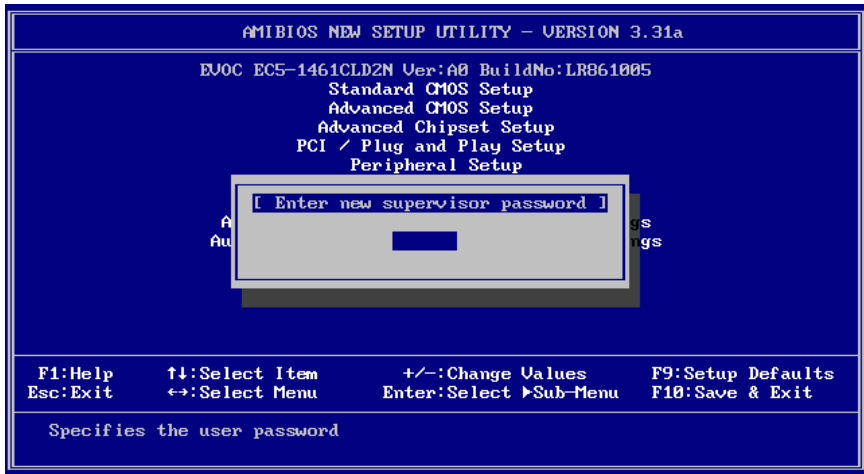 AMIBIOS NEW SETUP UTILITY - VERSION 3.31a
EVOC EC5-1461CLD2N Ver:A0 BuildNo:LR861005
Standard CMOS Setup
Advanced CMOS Setup
Advanced Chipset Setup
PCI / Plug and Play Setup
Peripheral Setup
[ Enter new supervisor password ]
F1:Help ↑↓:Select Item +/-:Change Values F9:Setup Defaults
Esc:Exit ←→:Select Menu Enter:Select ►Sub-Menu F10:Save & Exit
Specifies the user password